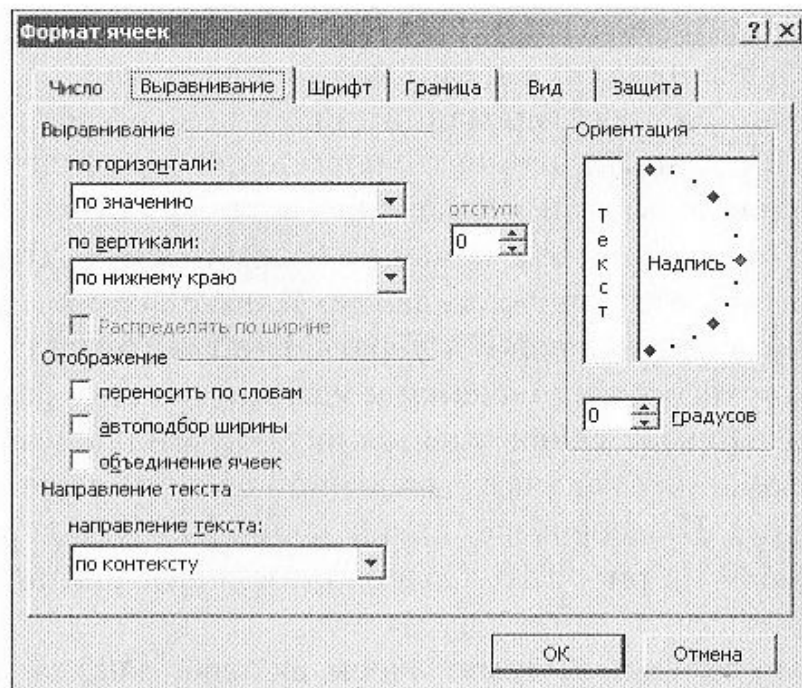 Формат ячеек
Число Выравнивание Шрифт Граница Вид Защита
Выравнивание
по горизонтали:
по значению
отступ:
0
по вертикали:
по нижнему краю
Распределять по ширине
Отображение
переносить по словам
автоподбор ширины
объединение ячеек
Направление текста
направление текста:
по контексту
Ориентация
Текст
Надпись
0 градусов
ОК Отмена